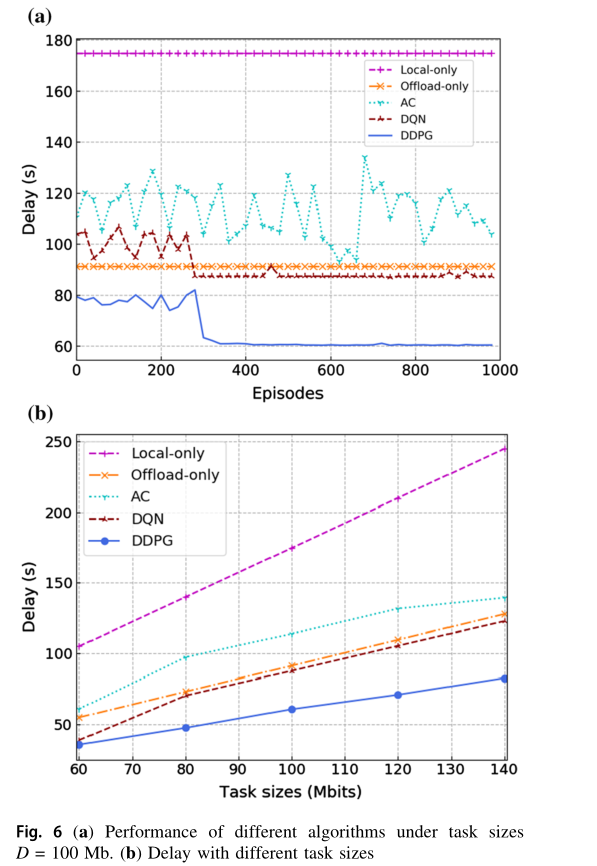 (a)
180
160
140
120
100
80
60
Delay (s)
Local-only
Offload-only
AC
DQN
DDPG
0
200
400
600
800
1000
Episodes
(b)
250
200
150
100
50
Delay (s)
Local-only
Offload-only
AC
DQN
DDPG
60
70
80
90
100
110
120
130
140
Task sizes (Mbits)
Fig. 6 (a) Performance of different algorithms under task sizes
D = 100 Mb. (b) Delay with different task sizes